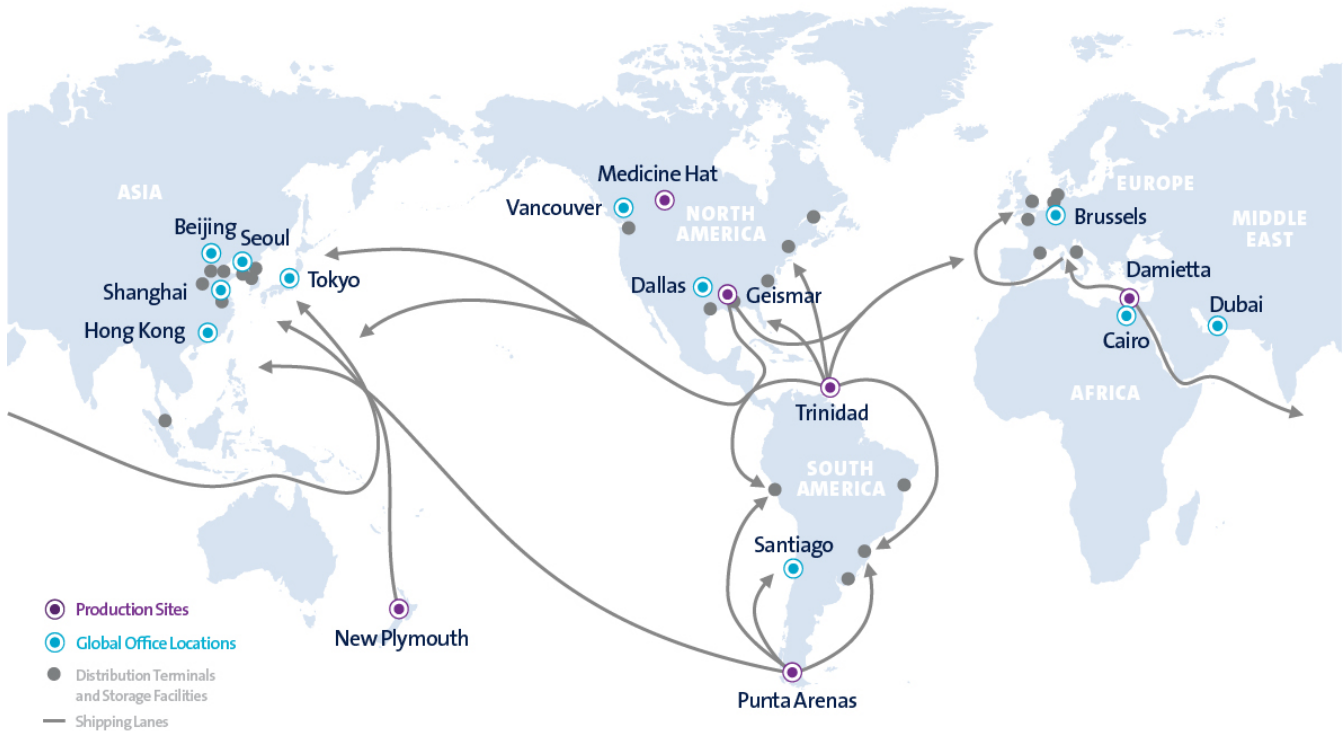 Medicine Hat
ASIA
Vancouver
NORTH
AMERICA
EUROPE
Brussels
MIDDLE
EAST
Beijing
Seoul
Tokyo
Shanghai
Hong Kong
Dallas
Geismar
Damietta
Dubai
Cairo
AFRICA
Trinidad
SOUTH
AMERICA
Santiago
New Plymouth
Punta Arenas
Production Sites
Global Office Locations
Distribution Terminals
and Storage Facilities
Shipping Lanes